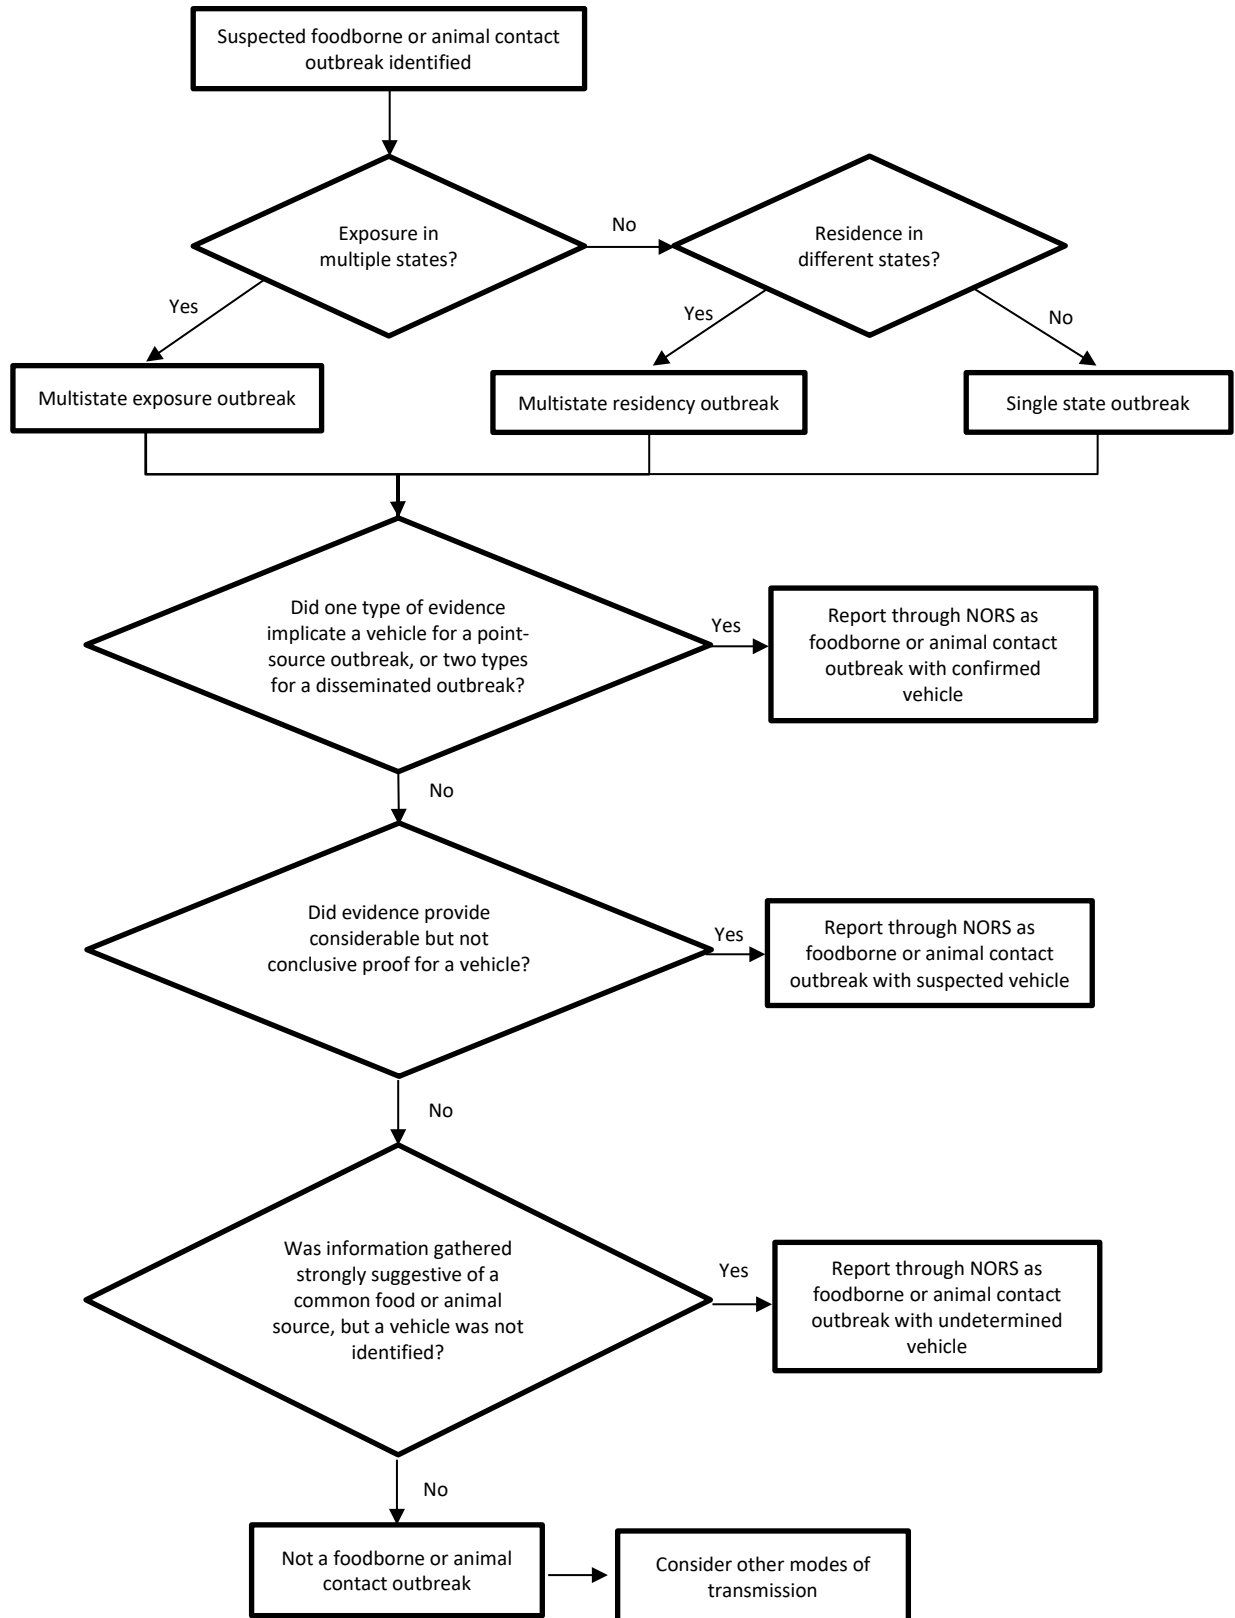 Suspected foodborne or animal contact
outbreak identified
Exposure in
multiple states?
No
Residence in
different states?
Yes
Yes
No
Multistate exposure outbreak
Multistate residency outbreak
Single state outbreak
Did one type of evidence
implicate a vehicle for a point-
source outbreak, or two types
for a disseminated outbreak?
Yes
Report through NORS as
foodborne or animal contact
outbreak with confirmed
vehicle
No
Did evidence provide
considerable but not
conclusive proof for a vehicle?
Yes
Report through NORS as
foodborne or animal contact
outbreak with suspected vehicle
No
Was information gathered
strongly suggestive of a
common food or animal
source, but a vehicle was not
identified?
Yes
Report through NORS as
foodborne or animal contact
outbreak with undetermined
vehicle
No
Not a foodborne or animal
contact outbreak
Consider other modes of
transmission